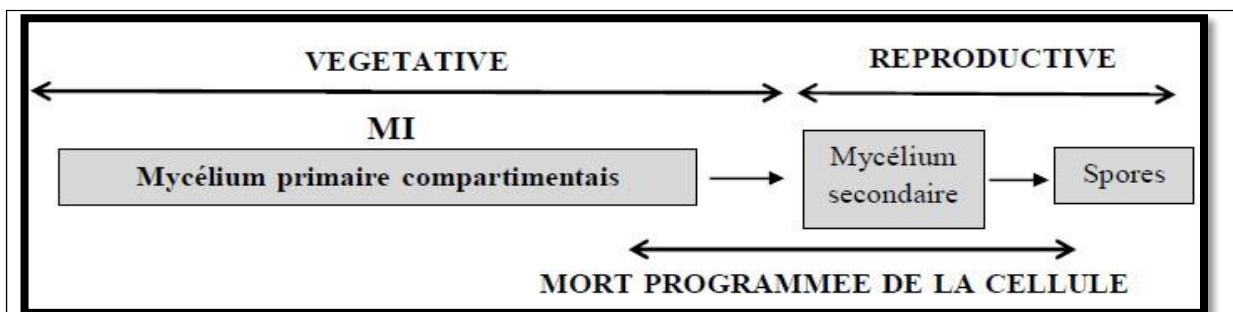 VEGETATIVE
REPRODUCTIVE
MI
Mycélium primaire compartimentais
Mycélium
secondaire
Spores
MORT PROGRAMMEE DE LA CELLULE